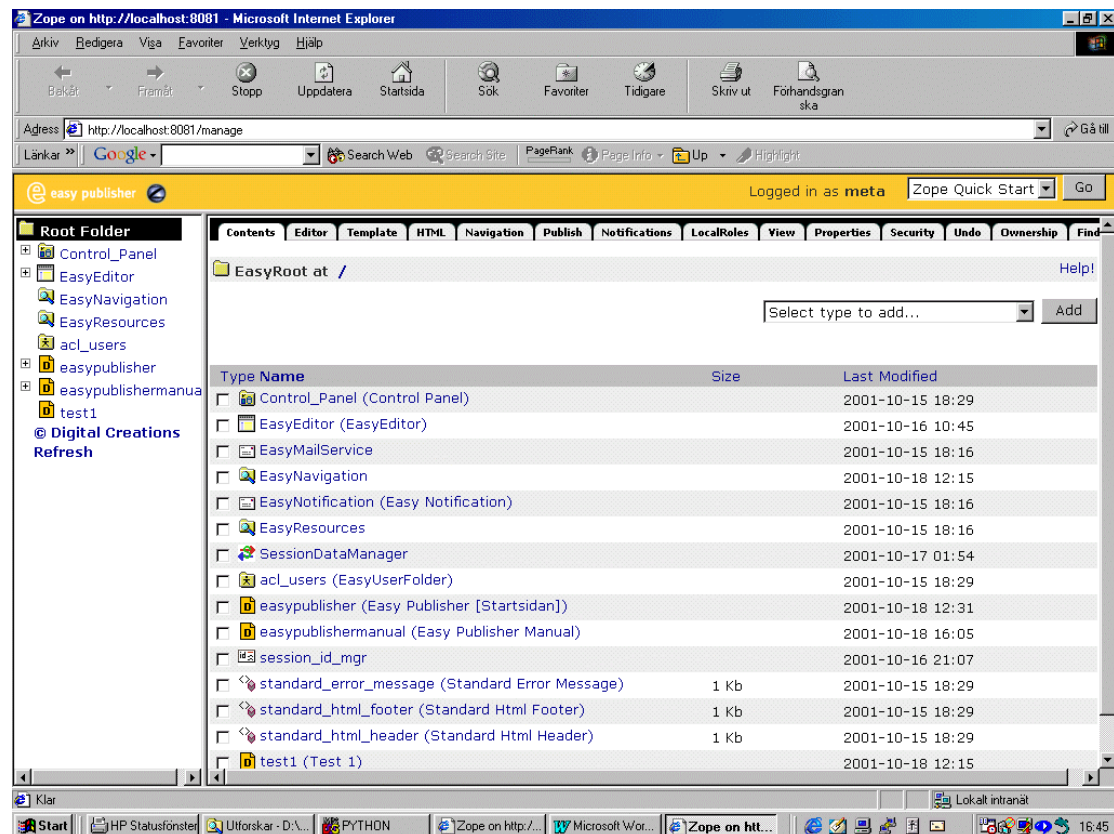 Zope on http://localhost:8081 - Microsoft Internet Explorer
Arkiv Redigera Visa Favoriter Verktyg Hjälp
Bakåt Framåt Stopp Uppdatera Startsida Sök Favoriter Tidigare Skriv ut Förhandsgranska
Adress http://localhost:8081/manage Gå till
Länkar » Google Search Web Search Site PageRank Page Info Up Highlight
easy publisher Logged in as meta Zope Quick Start Go
Root Folder
Control_Panel
EasyEditor
EasyNavigation
EasyResources
acl_users
easypublisher
easypublishermanua
test1
© Digital Creations
Refresh
Contents Editor Template HTML Navigation Publish Notifications LocalRoles View Properties Security Undo Ownership Find
EasyRoot at / Help!
Select type to add... Add
Type Name Size Last Modified
Control_Panel (Control Panel) 2001-10-15 18:29
EasyEditor (EasyEditor) 2001-10-16 10:45
EasyMailService 2001-10-15 18:16
EasyNavigation 2001-10-18 12:15
EasyNotification (Easy Notification) 2001-10-15 18:16
EasyResources 2001-10-15 18:16
SessionDataManager 2001-10-17 01:54
acl_users (EasyUserFolder) 2001-10-15 18:29
easypublisher (Easy Publisher [Startsidan]) 2001-10-18 12:31
easypublishermanual (Easy Publisher Manual) 2001-10-18 16:05
session_id_mgr 2001-10-16 21:07
standard_error_message (Standard Error Message) 1 Kb 2001-10-15 18:29
standard_html_footer (Standard Html Footer) 1 Kb 2001-10-15 18:29
standard_html_header (Standard Html Header) 1 Kb 2001-10-15 18:29
test1 (Test 1) 2001-10-18 12:15
Klar Lokalt intranät
Start HP Statusfönster Utforskar - D:\... PYTHON Zope on http:/... Microsoft Wor... Zope on htt... 16:45